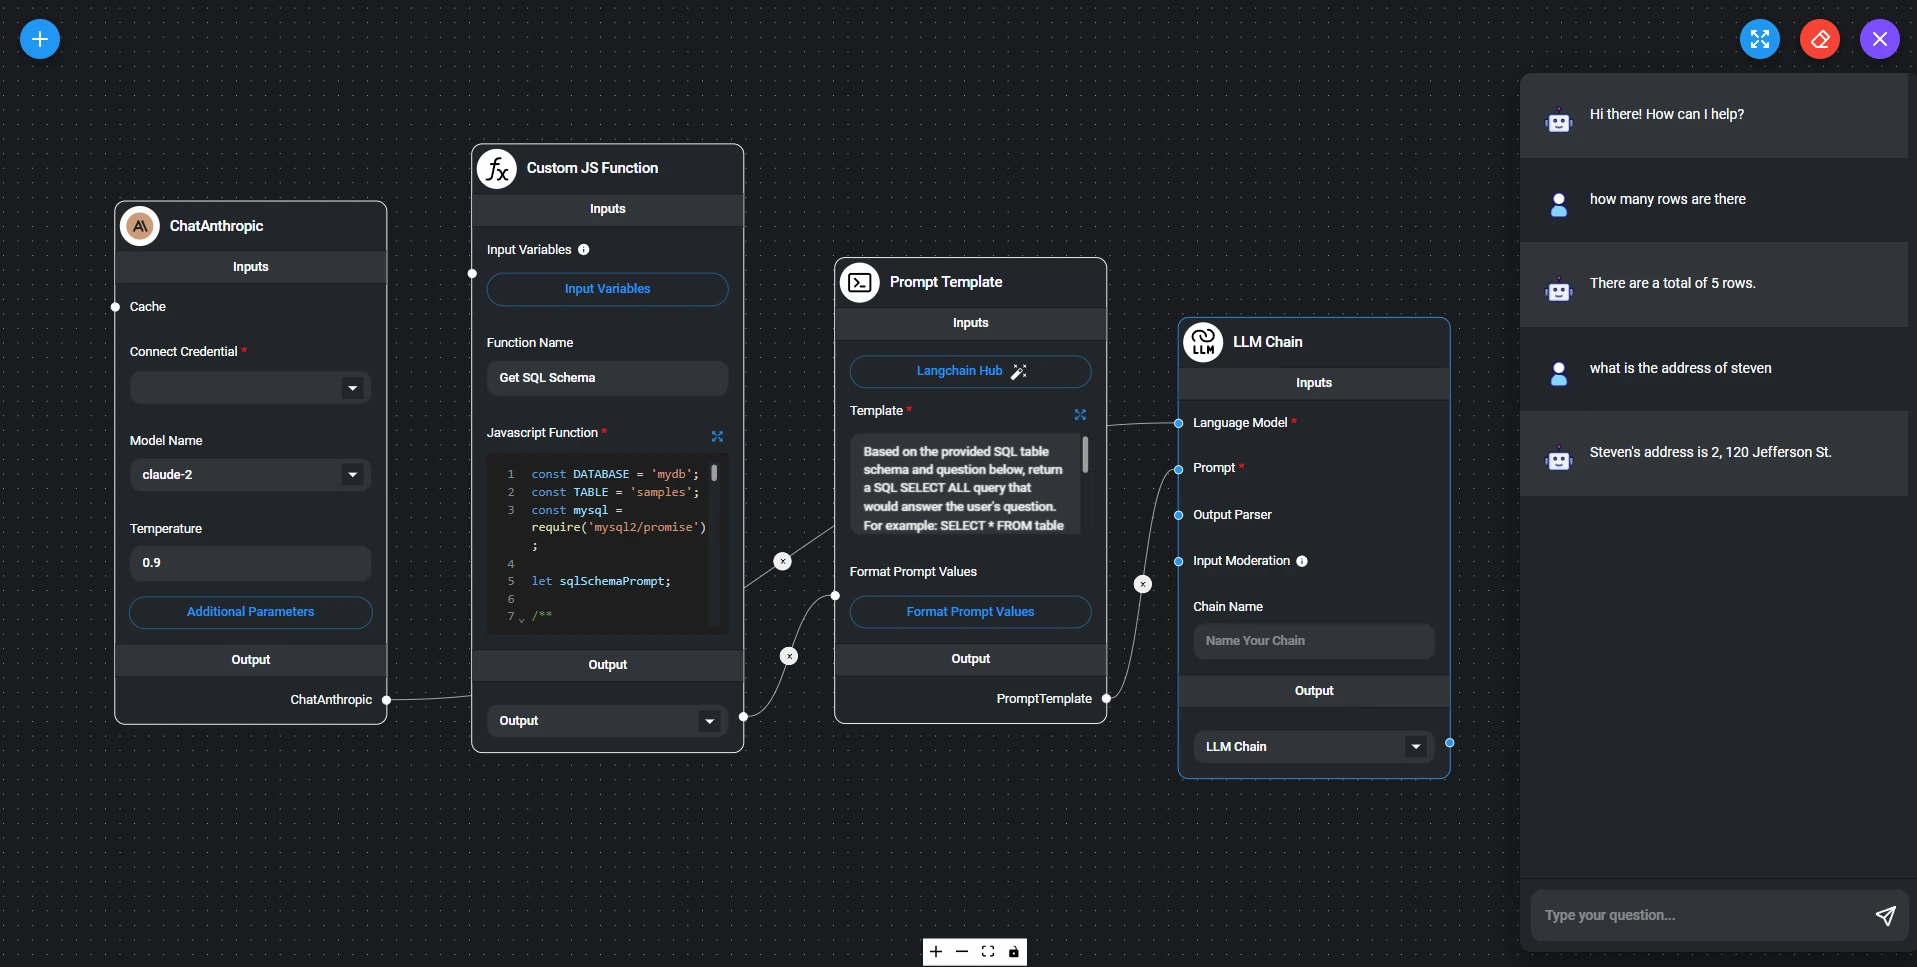 ChatAnthropic
Inputs
Cache
Connect Credential *
Model Name
claude-2
Temperature
0.9
Additional Parameters
Output
ChatAnthropic
Custom JS Function
Inputs
Input Variables
Input Variables
Function Name
Get SQL Schema
Javascript Function *
1 const DATABASE = 'mydb';
2 const TABLE = 'samples';
3 const mysql =
require('mysql2/promise')
;
4
5 let sqlSchemaPrompt;
6
7 /**
Output
Output
Prompt Template
Inputs
Langchain Hub
Template *
Based on the provided SQL table
schema and question below, return
a SQL SELECT ALL query that
would answer the user's question.
For example: SELECT * FROM table
Format Prompt Values
Format Prompt Values
Output
PromptTemplate
LLM
LLM Chain
Inputs
Language Model *
Prompt *
Output Parser
Input Moderation
Chain Name
Name Your Chain
Output
LLM Chain
Hi there! How can I help?
how many rows are there
There are a total of 5 rows.
what is the address of steven
Steven's address is 2, 120 Jefferson St.
Type your question...